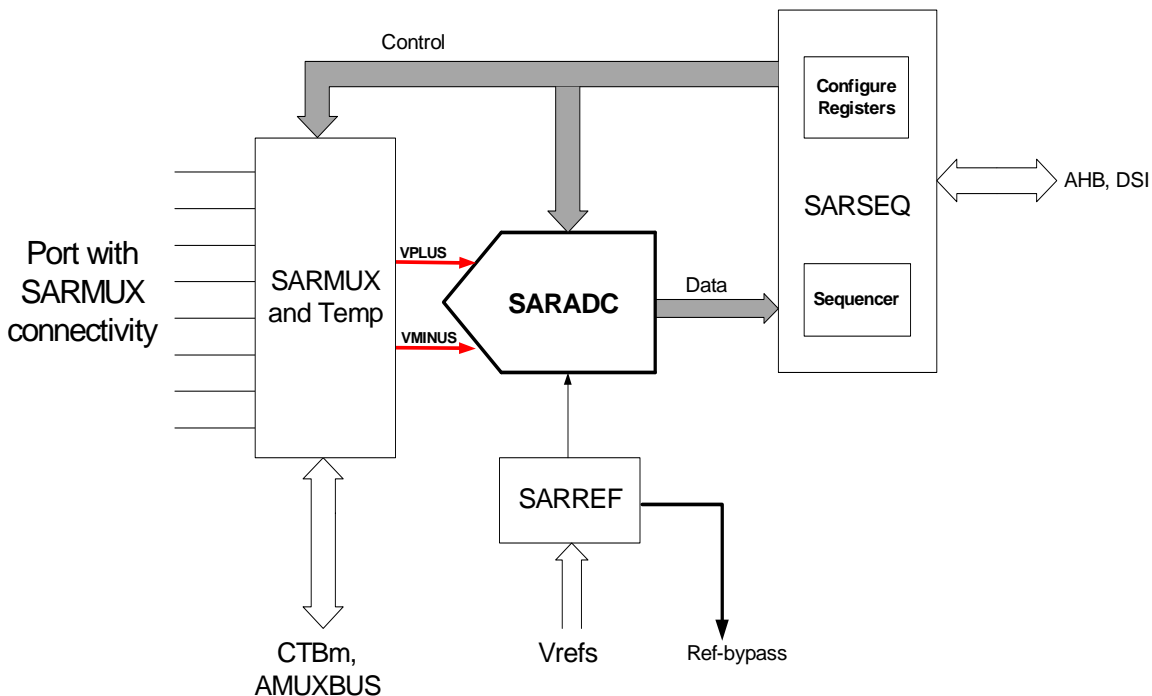 Control
Configure
Registers
SARSEQ
Sequencer
AHB, DSI
Port with
SARMUX
connectivity
SARMUX
and Temp
VPLUS
VMINUS
SARADC
Data
SARREF
CTBm,
AMUXBUS
Vrefs
Ref-bypass